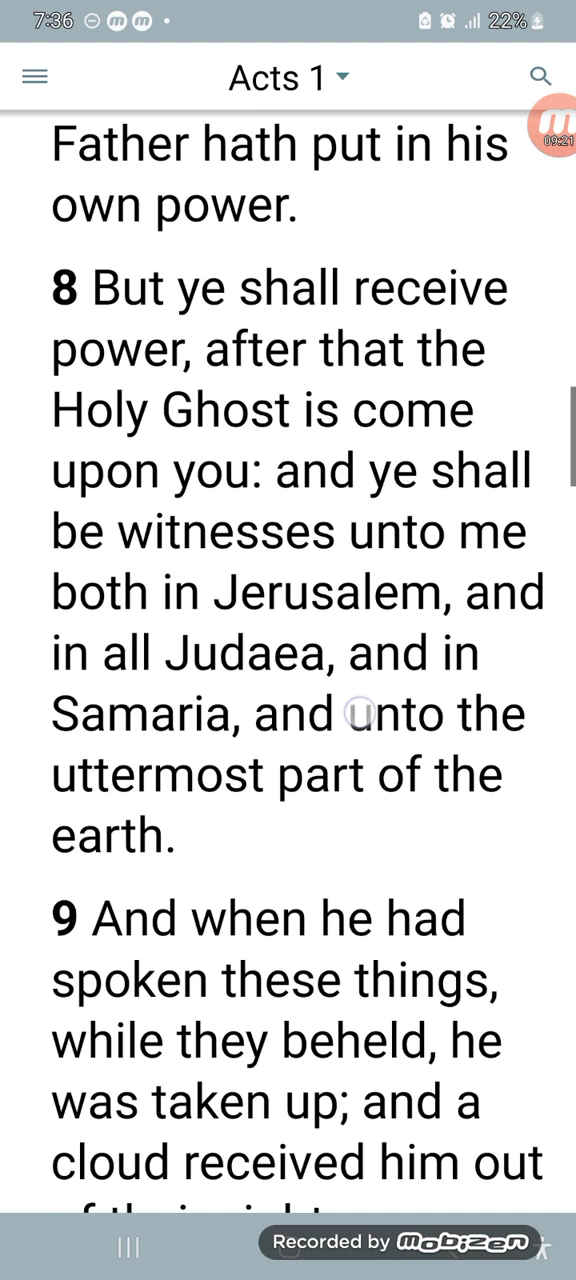 7:36
22%
Acts 1
09:21
Father hath put in his
own power.
8 But ye shall receive
power, after that the
Holy Ghost is come
upon you: and ye shall
be witnesses unto me
both in Jerusalem, and
in all Judaea, and in
Samaria, and unto the
uttermost part of the
earth.
9 And when he had
spoken these things,
while they beheld, he
was taken up; and a
cloud received him out
Recorded by mobizen